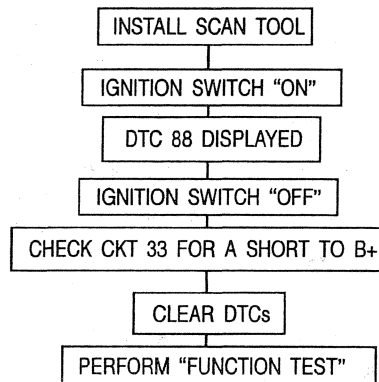 INSTALL SCAN TOOL
IGNITION SWITCH “ON”
DTC 88 DISPLAYED
IGNITION SWITCH “OFF”
CHECK CKT 33 FOR A SHORT TO B+
CLEAR DTCs
PERFORM “FUNCTION TEST”